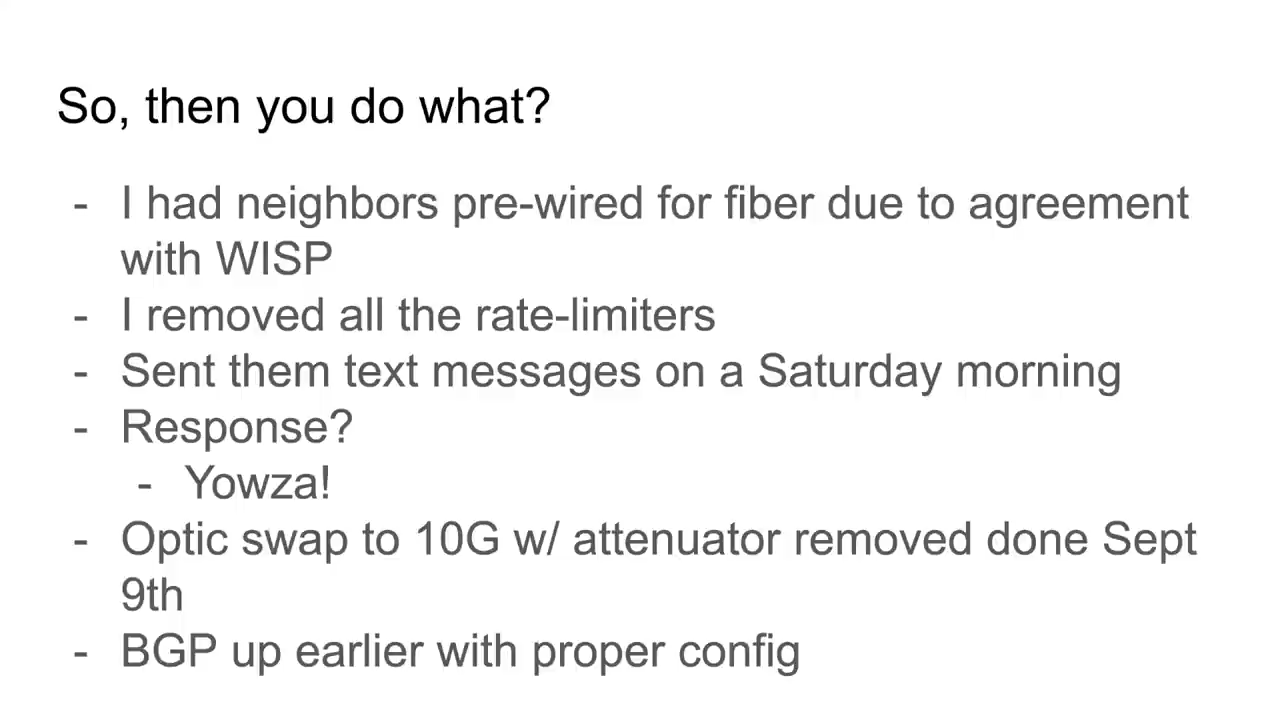 So, then you do what?
- I had neighbors pre-wired for fiber due to agreement
with WISP
- I removed all the rate-limiters
- Sent them text messages on a Saturday morning
- Response?
- Yowza!
- Optic swap to 10G w/ attenuator removed done Sept
9th
- BGP up earlier with proper config